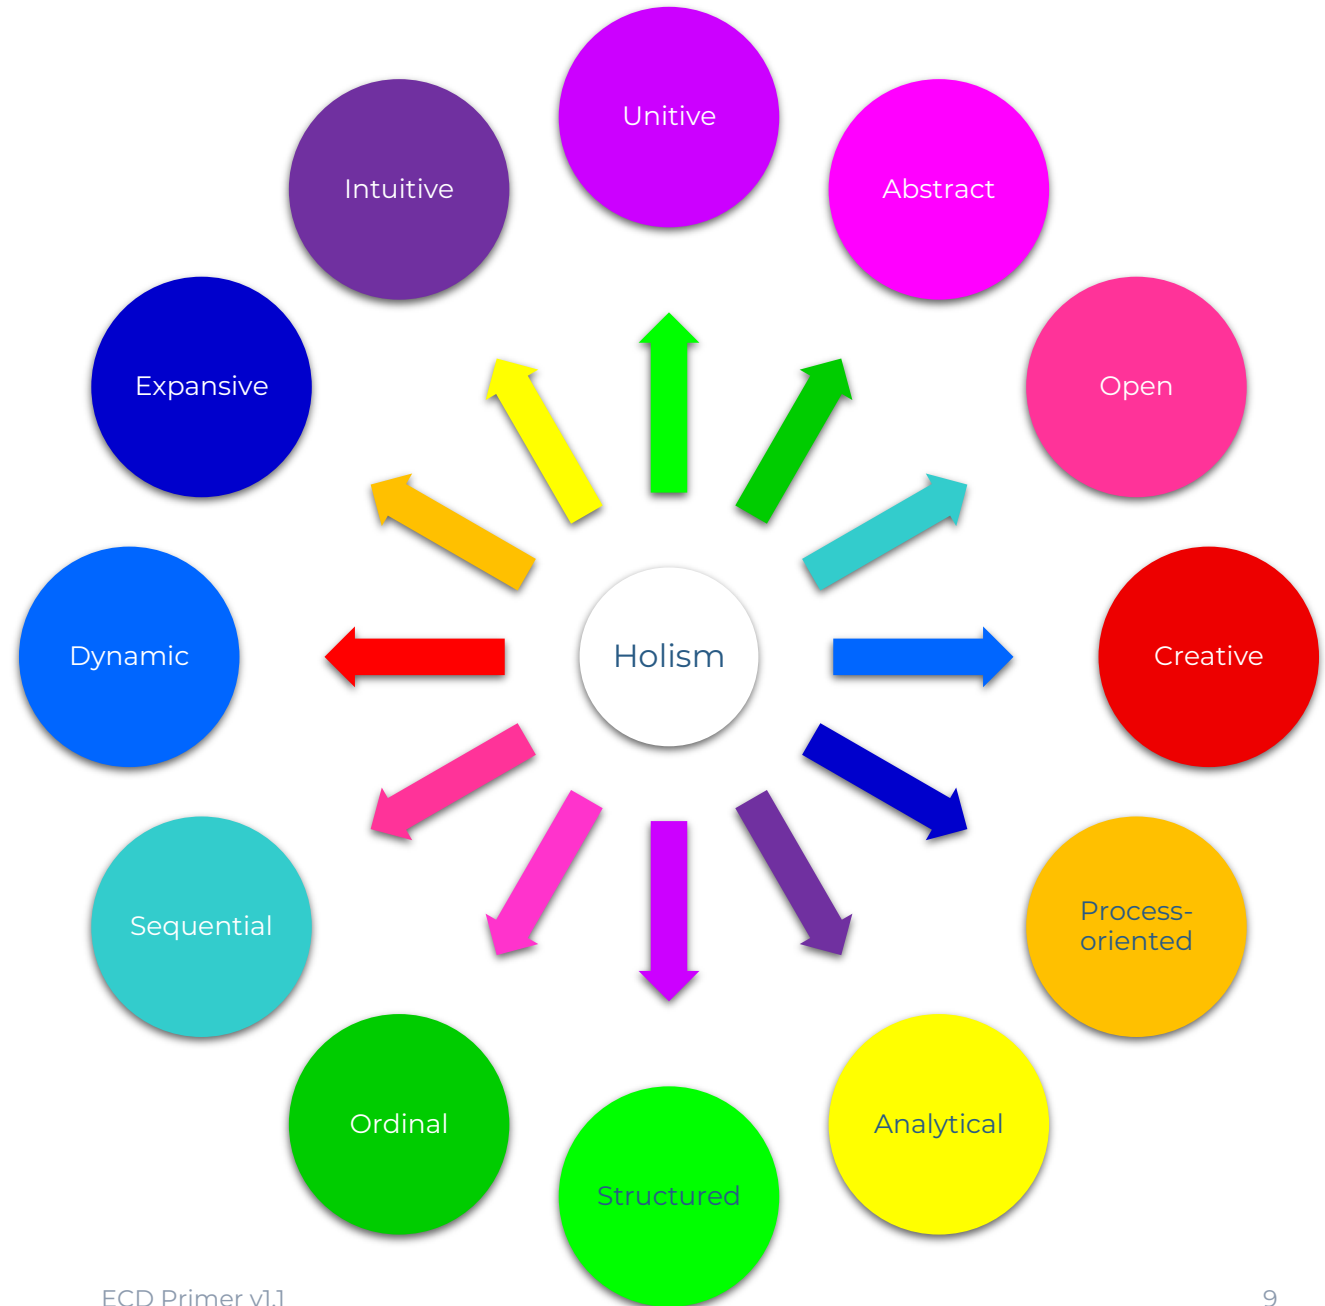 Unitive
Abstract
Open
Creative
Process-
oriented
Analytical
Structured
Ordinal
Sequential
Dynamic
Expansive
Intuitive
Holism
ECD Primer v1.1
9